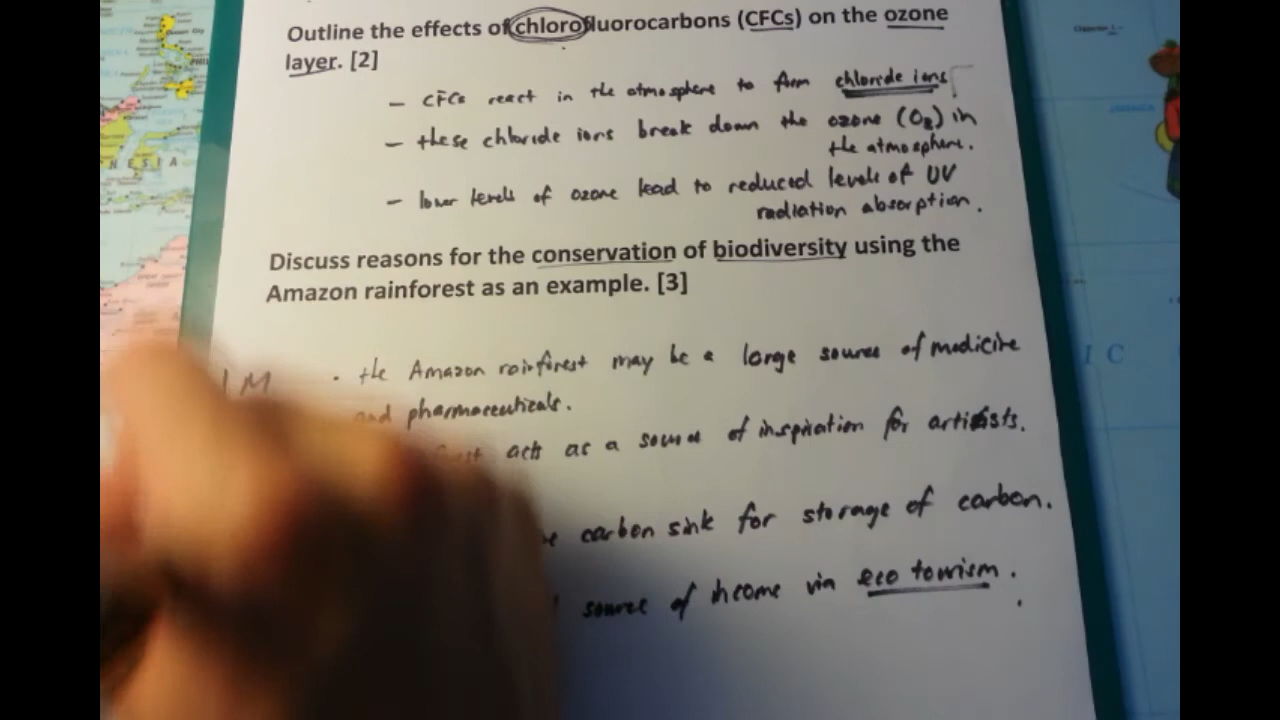 Outline the effects of chlorofluorocarbons (CFCs) on the ozone
layer. [2]
– CFCs react in the atmosphere to form chloride ions
– these chloride ions break down the ozone (O3) in
the atmosphere.
– lower levels of ozone lead to reduced levels of UV
radiation absorption.
Discuss reasons for the conservation of biodiversity using the
Amazon rainforest as an example. [3]
1M
· the Amazon rainforest may be a large source of medicine
and pharmaceuticals.
acts as a source of inspiration for artists.
carbon sink for storage of carbon.
source of income via eco tourism.
NESIA
I C